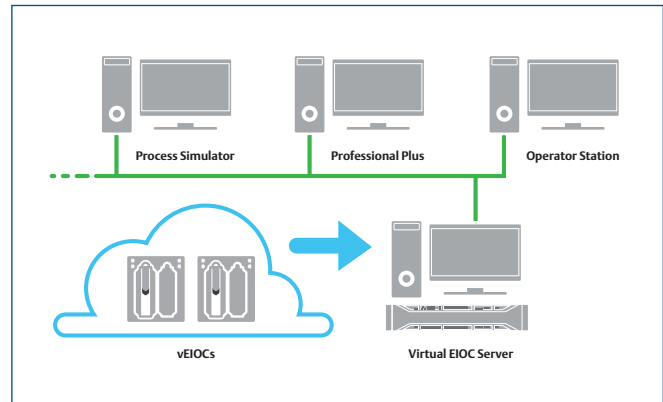 Process Simulator
Professional Plus
Operator Station
vEIOCs
Virtual EIOC Server